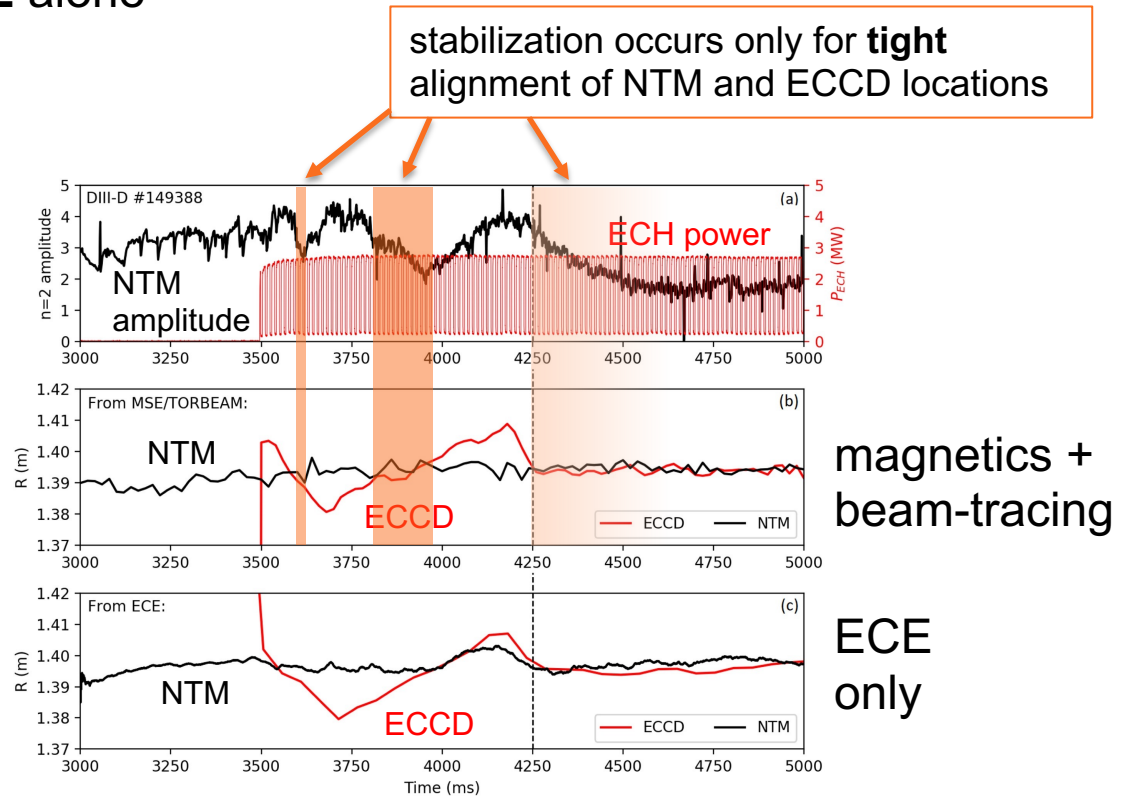 E alone
stabilization occurs only for tight
alignment of NTM and ECCD locations
DIII-D #149388
(a)
ECH power
NTM
amplitude
n=2 amplitude
5
4
3
2
1
0
5
4
3
2
1
0
P_ECH (MW)
3000 3250 3500 3750 4000 4250 4500 4750 5000
From MSE/TORBEAM:
(b)
NTM
ECCD
ECCD NTM
R (m)
1.42
1.41
1.40
1.39
1.38
1.37
3000 3250 3500 3750 4000 4250 4500 4750 5000
magnetics +
beam-tracing
From ECE:
(c)
NTM
ECCD
ECCD NTM
R (m)
1.42
1.41
1.40
1.39
1.38
1.37
3000 3250 3500 3750 4000 4250 4500 4750 5000
Time (ms)
ECE
only